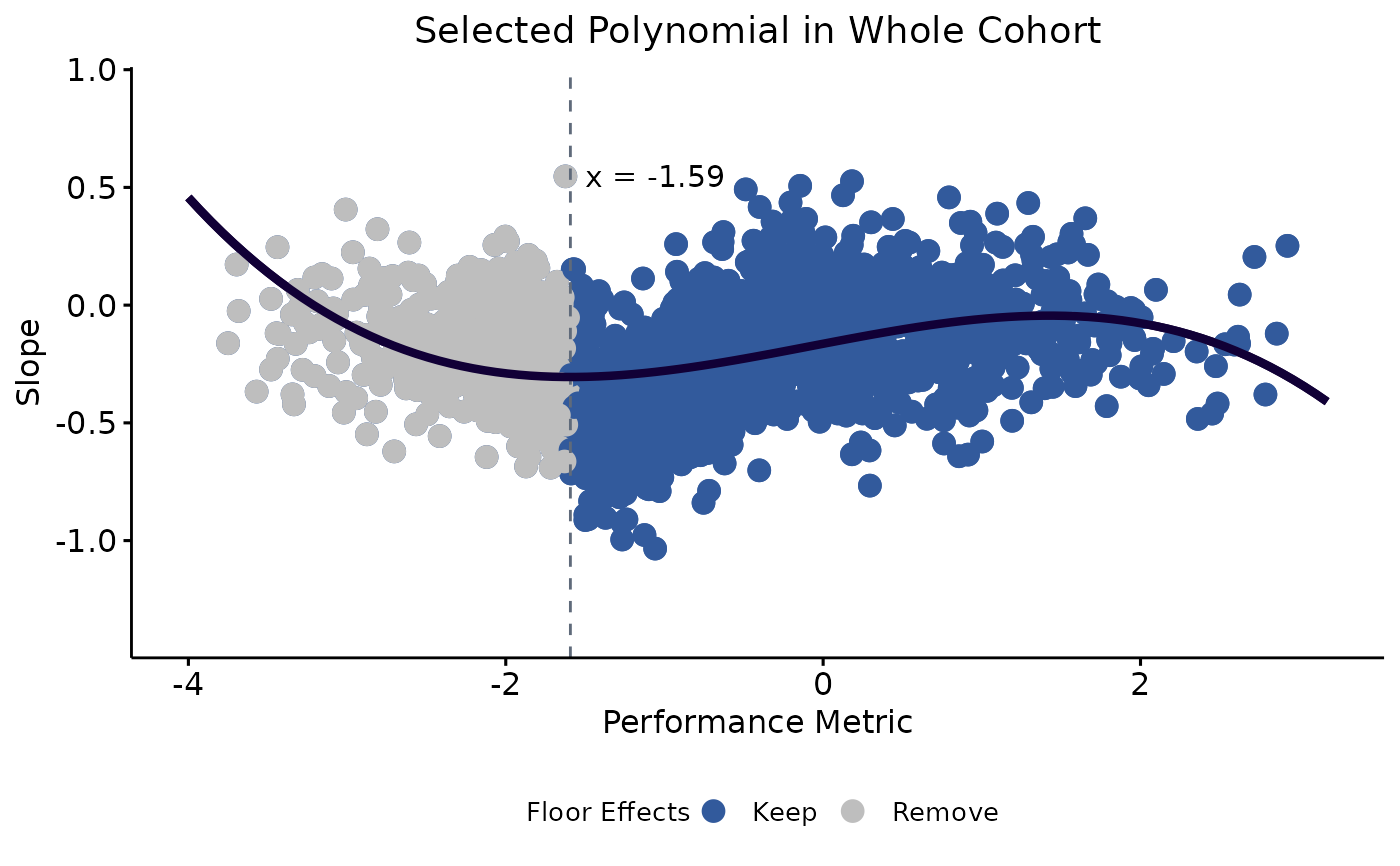 Selected Polynomial in Whole Cohort
1.0
0.5
0.0
-0.5
-1.0
Slope
x = -1.59
-4 -2 0 2
Performance Metric
Floor Effects Keep Remove